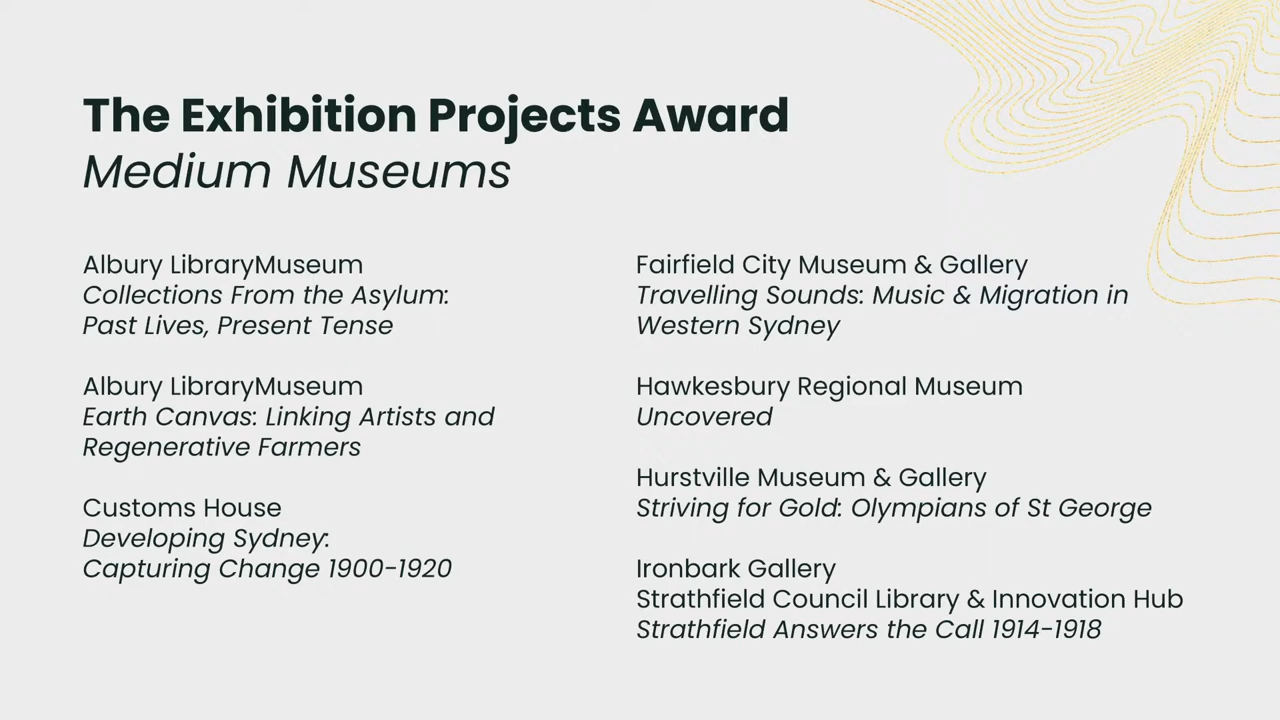 The Exhibition Projects Award
Medium Museums
Albury LibraryMuseum
Collections From the Asylum:
Past Lives, Present Tense
Albury LibraryMuseum
Earth Canvas: Linking Artists and
Regenerative Farmers
Customs House
Developing Sydney:
Capturing Change 1900-1920
Fairfield City Museum & Gallery
Travelling Sounds: Music & Migration in
Western Sydney
Hawkesbury Regional Museum
Uncovered
Hurstville Museum & Gallery
Striving for Gold: Olympians of St George
Ironbark Gallery
Strathfield Council Library & Innovation Hub
Strathfield Answers the Call 1914-1918